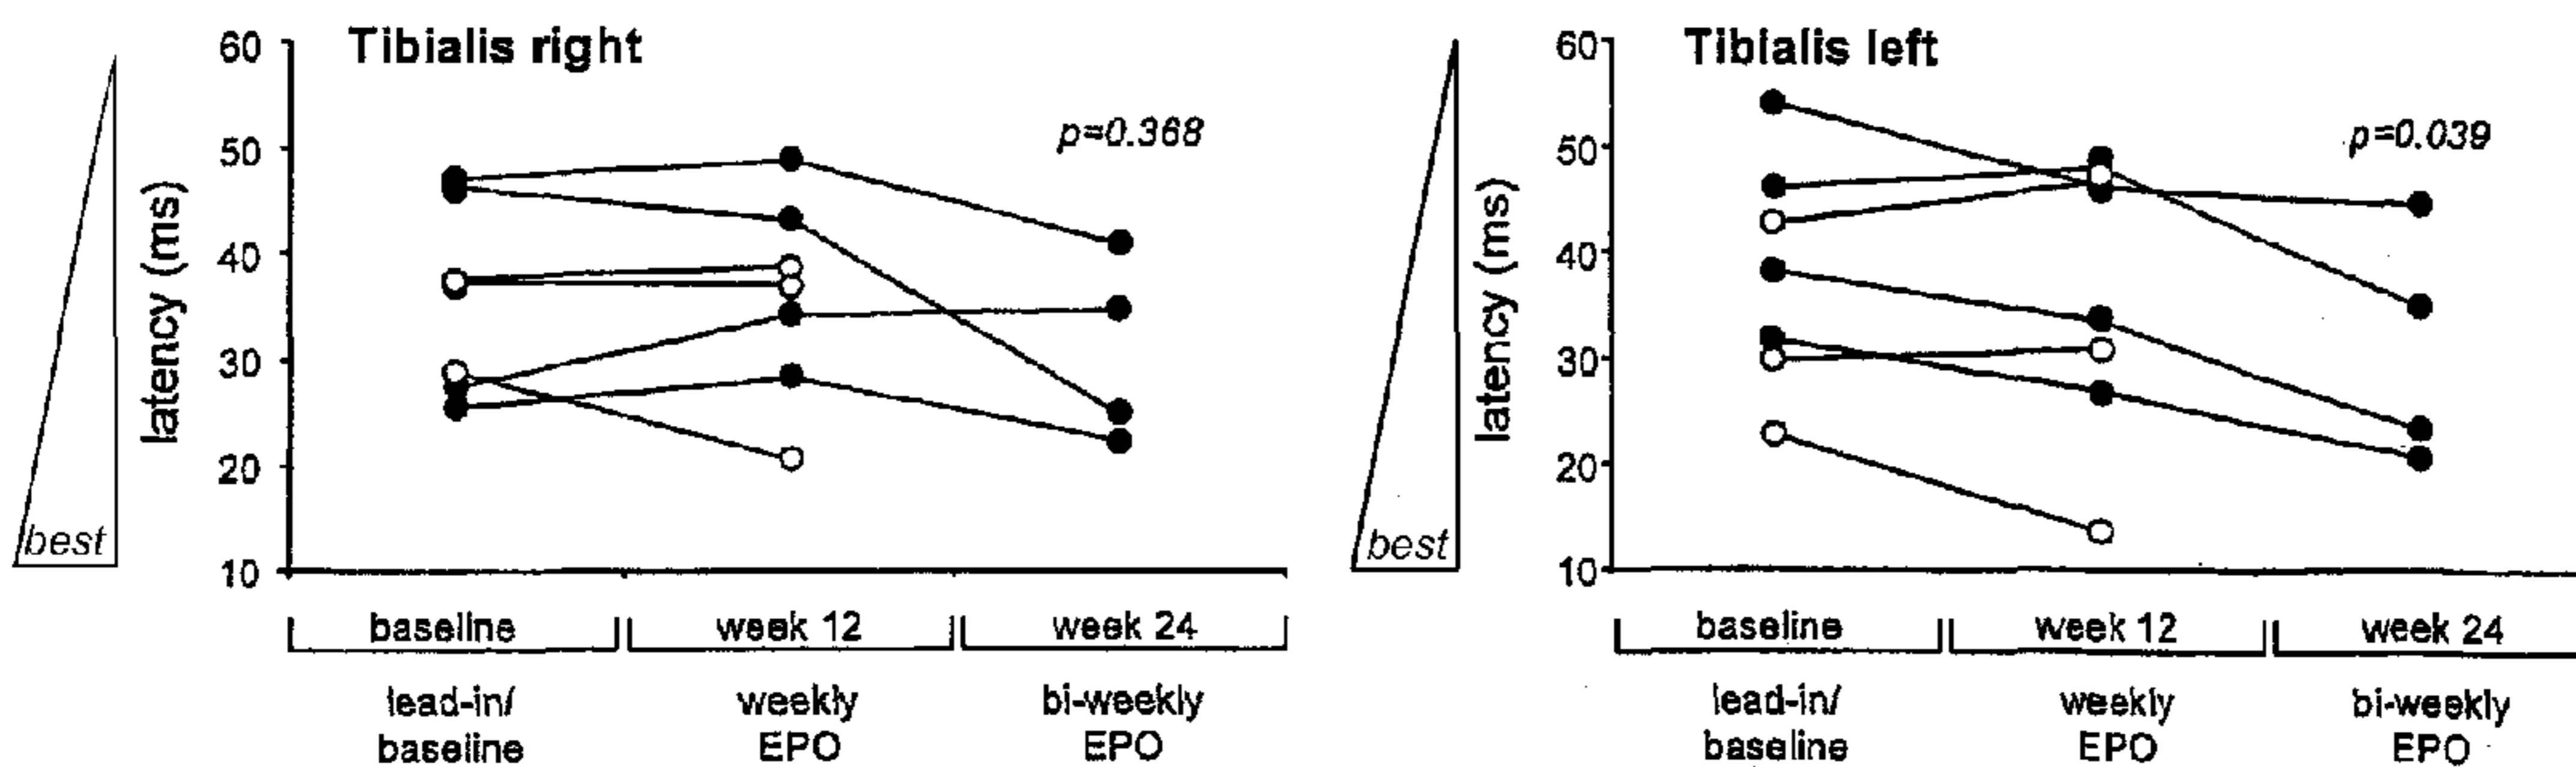 Tibialis right
60
50
40
30
20
10
latency (ms)
best
p=0.368
baseline
week 12
week 24
lead-in/
baseline
weekly
EPO
bi-weekly
EPO
Tibialis left
60
50
40
30
20
10
latency (ms)
best
p=0.039
baseline
week 12
week 24
lead-in/
baseline
weekly
EPO
bi-weekly
EPO